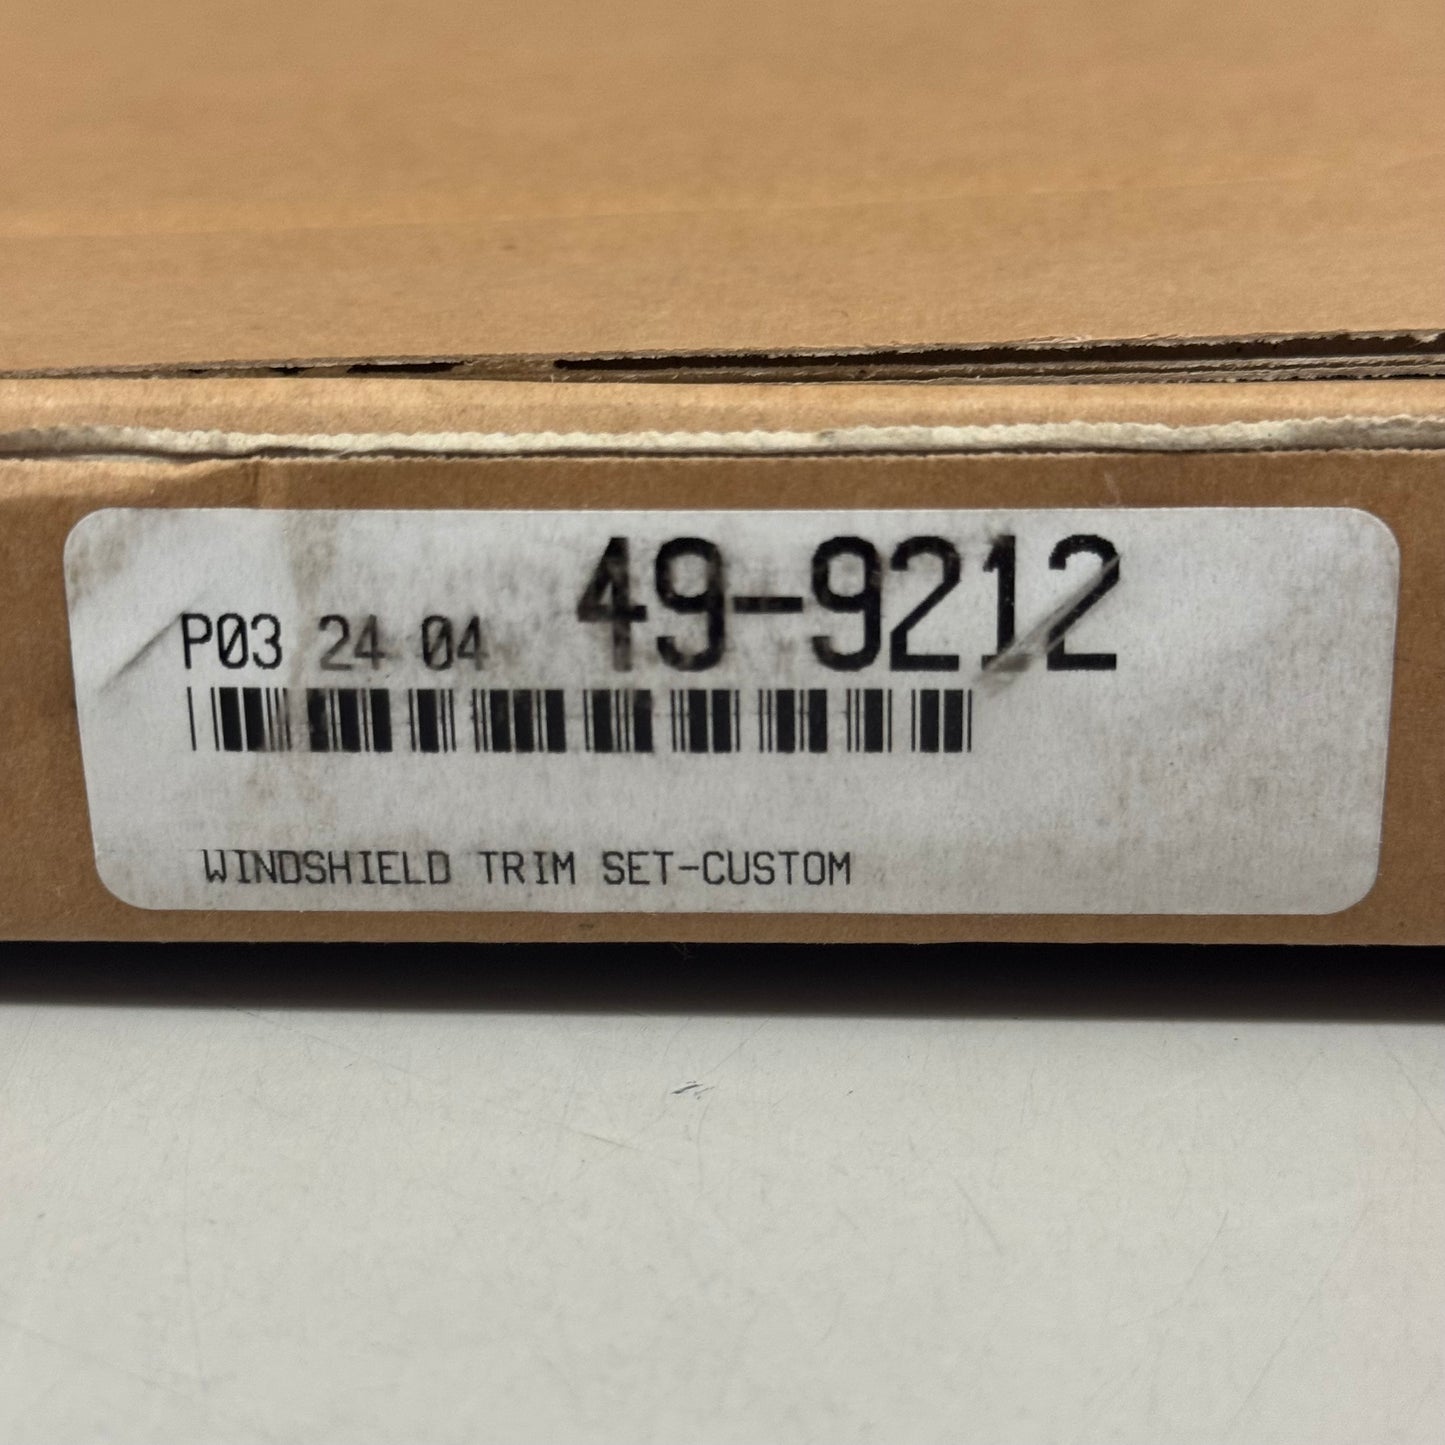 P03 24 04 49-9212
WINDSHIELD TRIM SET-CUSTOM